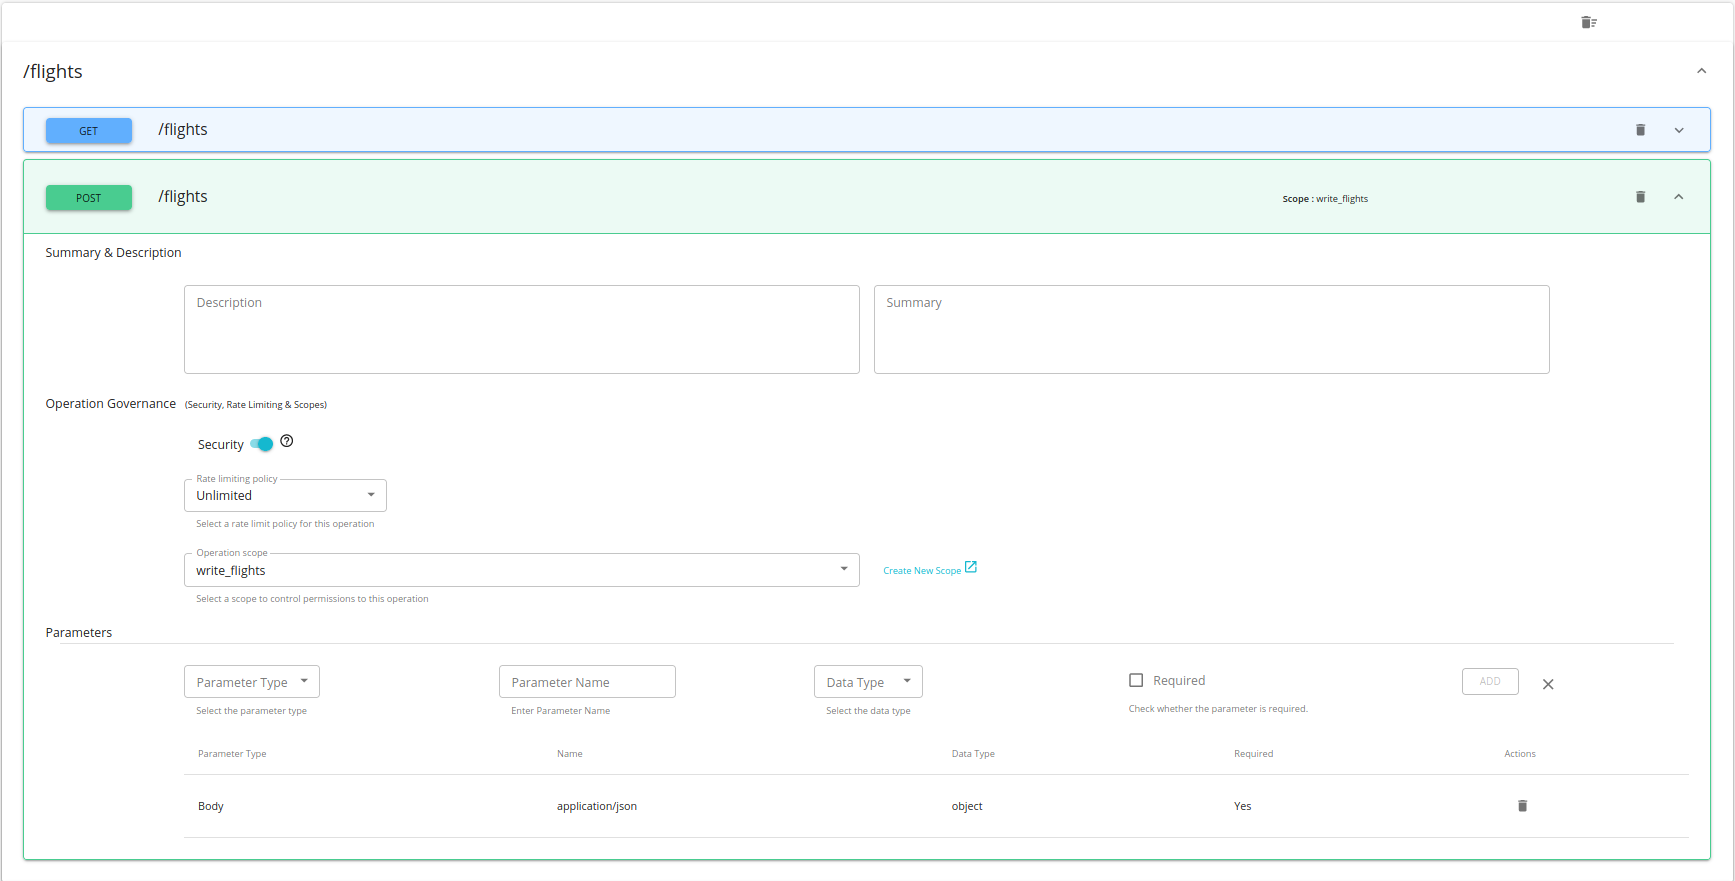 /flights
GET /flights
POST /flights Scope : write_flights
Summary & Description
Description Summary
Operation Governance (Security, Rate Limiting & Scopes)
Security
Rate limiting policy
Unlimited
Select a rate limit policy for this operation
Operation scope
write_flights Create New Scope
Select a scope to control permissions to this operation
Parameters
Parameter Type Parameter Name Data Type Required ADD
Select the parameter type Enter Parameter Name Select the data type Check whether the parameter is required.
Parameter Type Name Data Type Required Actions
Body application/json object Yes